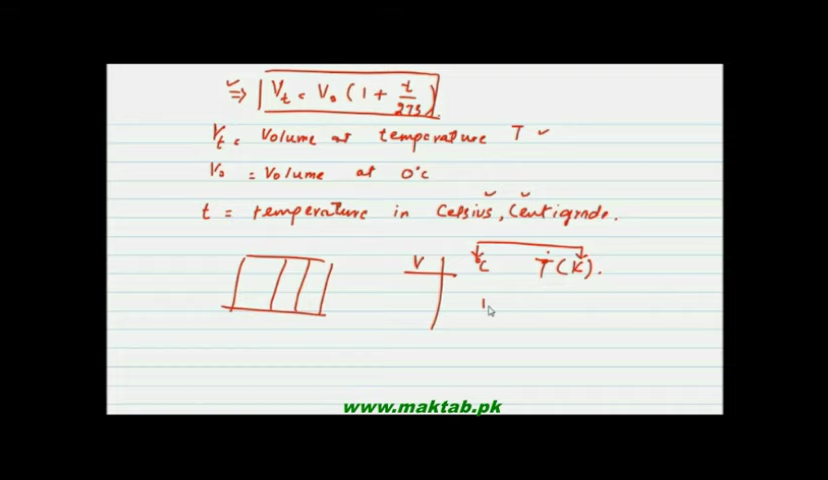 ⇒ Vt = V₀ ( 1 + t/273 )
Vt = Volume at temperature T ✓
V₀ = Volume at 0°C
t = temperature in Celsius, Centigrade.
V °C T(K).
1
www.maktab.pk